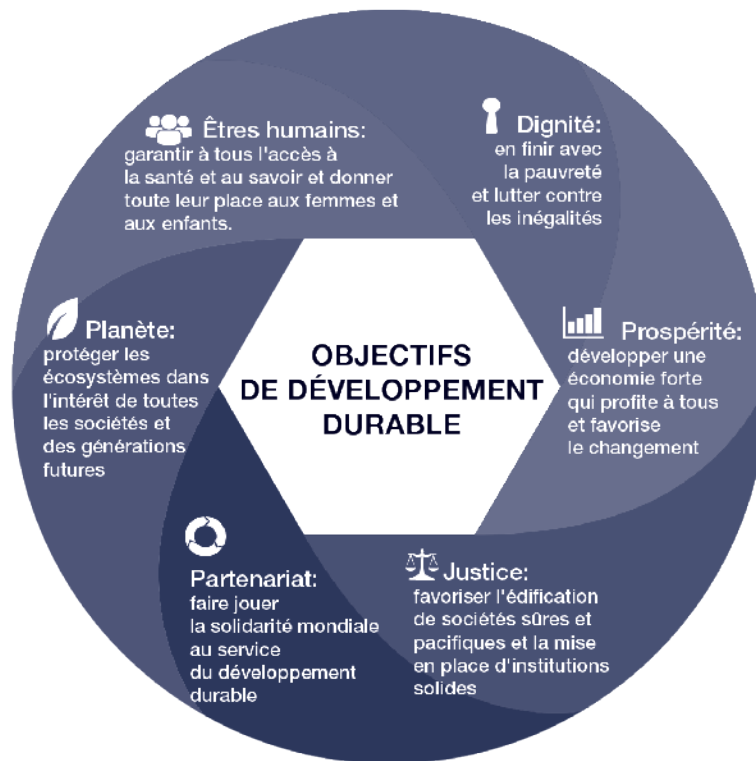 Êtres humains:
garantir à tous l'accès à
la santé et au savoir et donner
toute leur place aux femmes et
aux enfants.
Dignité:
en finir avec
la pauvreté
et lutter contre
les inégalités
Planète:
protéger les
écosystèmes dans
l'intérêt de toutes
les sociétés et
des générations
futures
OBJECTIFS
DE DÉVELOPPEMENT
DURABLE
Prospérité:
développer une
économie forte
qui profite à tous
et favorise
le changement
Partenariat:
faire jouer
la solidarité mondiale
au service
du développement
durable
Justice:
favoriser l'édification
de sociétés sûres et
pacifiques et la mise
en place d'institutions
solides